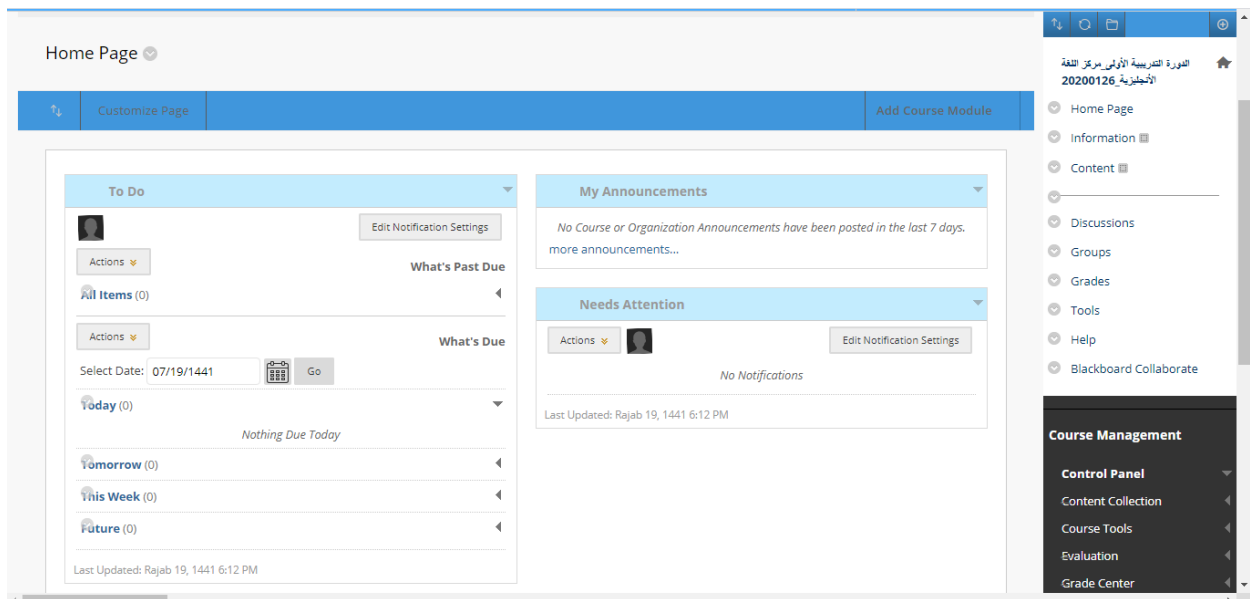 Home Page
Customize Page
Add Course Module
To Do
Edit Notification Settings
Actions
What's Past Due
All Items (0)
Actions
What's Due
Select Date: 07/19/1441 Go
Today (0)
Nothing Due Today
Tomorrow (0)
This Week (0)
Future (0)
Last Updated: Rajab 19, 1441 6:12 PM
My Announcements
No Course or Organization Announcements have been posted in the last 7 days.
more announcements...
Needs Attention
Actions
Edit Notification Settings
No Notifications
Last Updated: Rajab 19, 1441 6:12 PM
الدورة التدريبية الأولى_مركز اللغة
الأنجليزية_20200126
Home Page
Information
Content
Discussions
Groups
Grades
Tools
Help
Blackboard Collaborate
Course Management
Control Panel
Content Collection
Course Tools
Evaluation
Grade Center